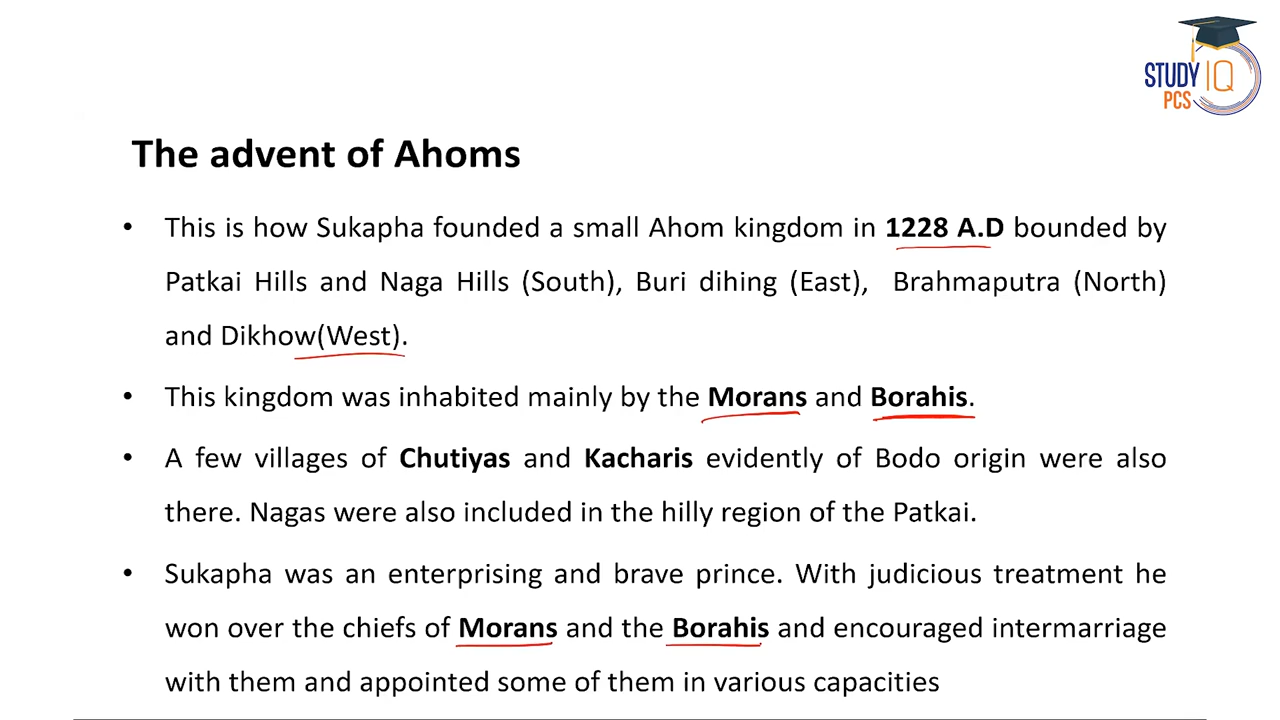 STUDY IQ
PCS
The advent of Ahoms
• This is how Sukapha founded a small Ahom kingdom in 1228 A.D bounded by
Patkai Hills and Naga Hills (South), Buri dihing (East), Brahmaputra (North)
and Dikhow(West).
• This kingdom was inhabited mainly by the Morans and Borahis.
• A few villages of Chutiyas and Kacharis evidently of Bodo origin were also
there. Nagas were also included in the hilly region of the Patkai.
• Sukapha was an enterprising and brave prince. With judicious treatment he
won over the chiefs of Morans and the Borahis and encouraged intermarriage
with them and appointed some of them in various capacities